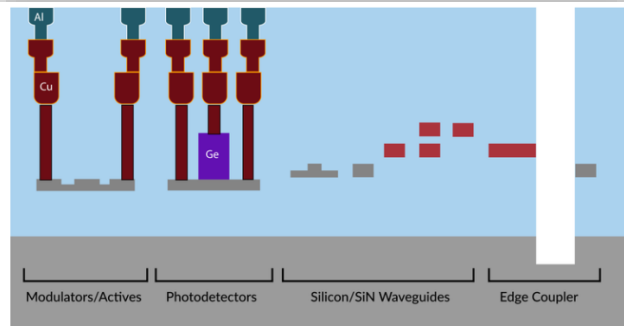 Al
Cu
Ge
Modulators/Actives
Photodetectors
Silicon/SiN Waveguides
Edge Coupler